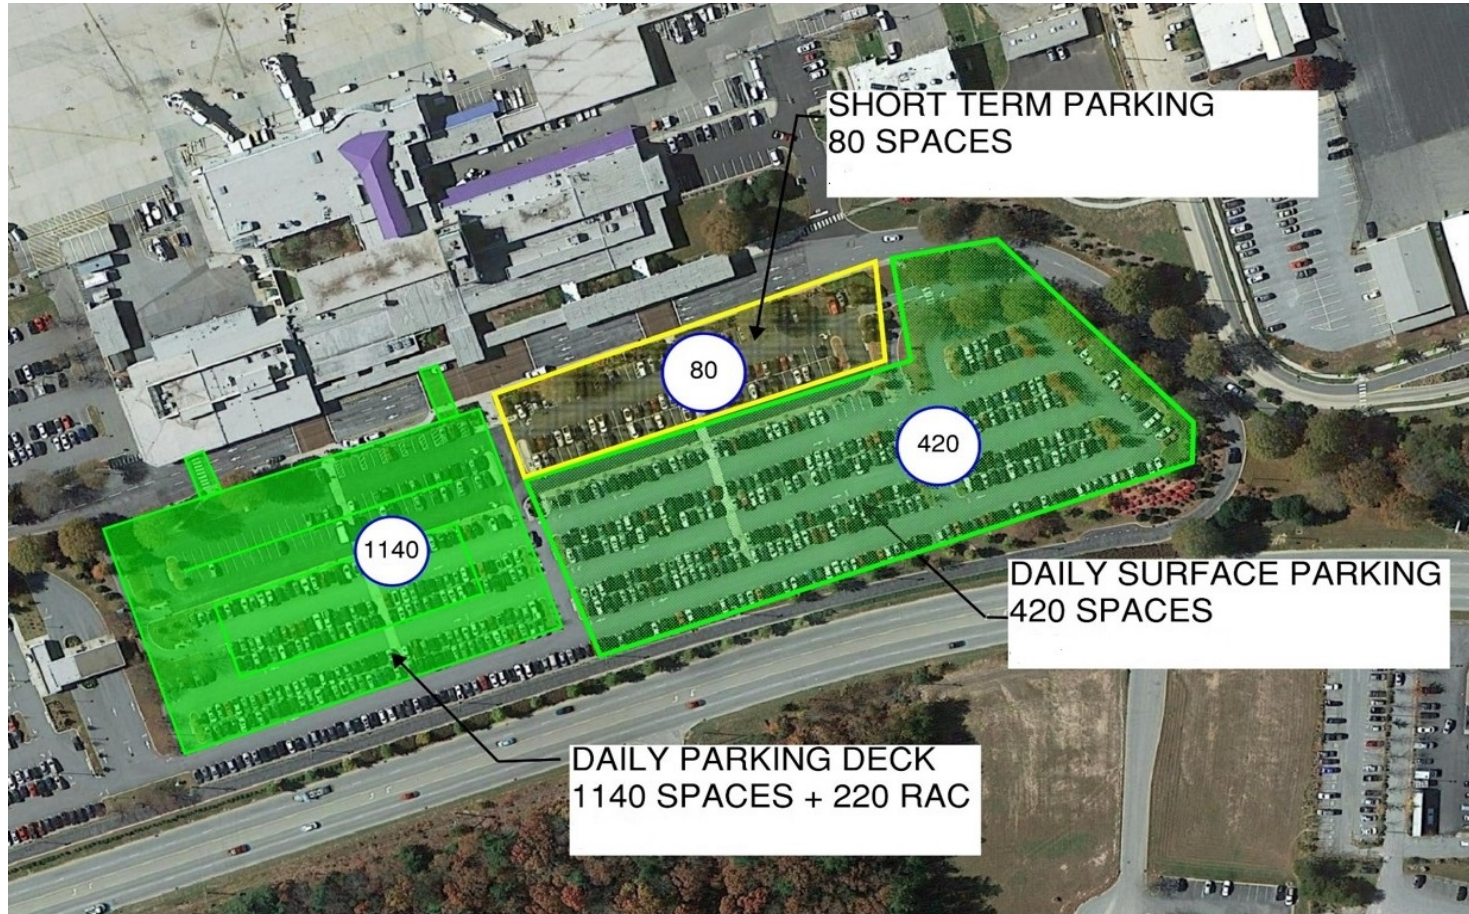 SHORT TERM PARKING
80 SPACES
80
420
1140
DAILY SURFACE PARKING
420 SPACES
DAILY PARKING DECK
1140 SPACES + 220 RAC